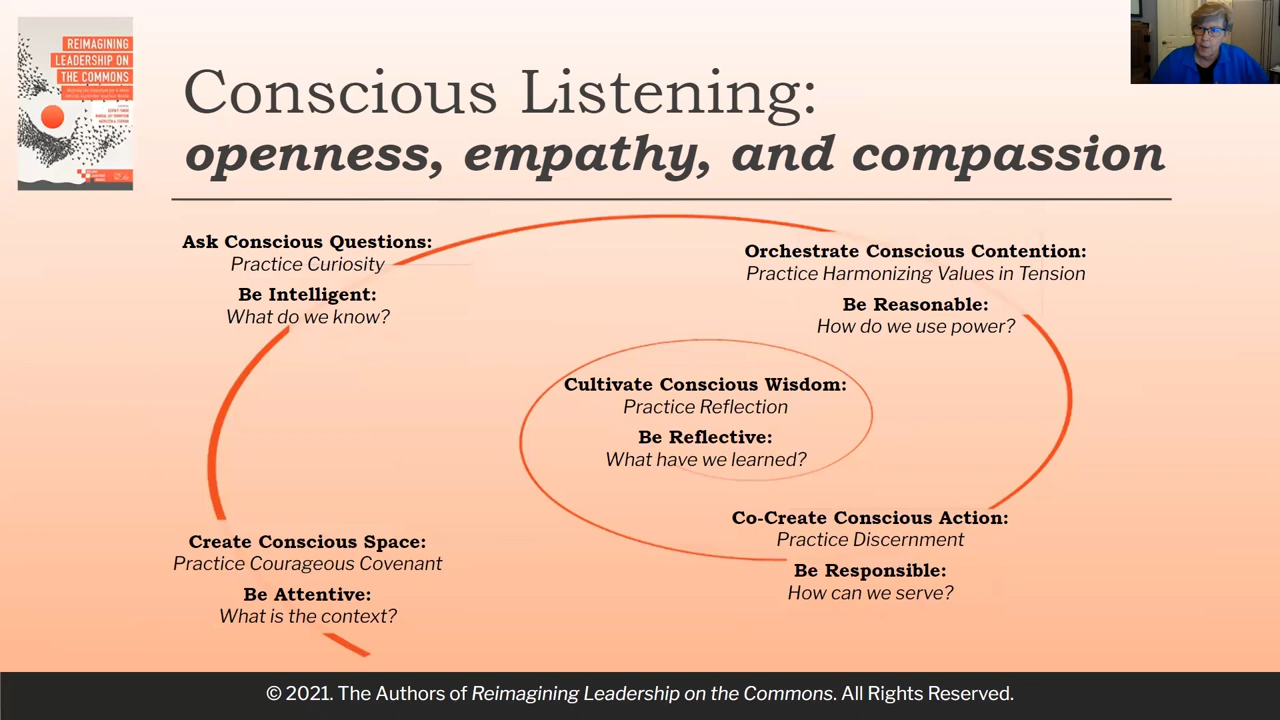 REIMAGINING
LEADERSHIP ON
THE COMMONS
Conscious Listening:
openness, empathy, and compassion
Ask Conscious Questions:
Practice Curiosity
Be Intelligent:
What do we know?
Orchestrate Conscious Contention:
Practice Harmonizing Values in Tension
Be Reasonable:
How do we use power?
Cultivate Conscious Wisdom:
Practice Reflection
Be Reflective:
What have we learned?
Create Conscious Space:
Practice Courageous Covenant
Be Attentive:
What is the context?
Co-Create Conscious Action:
Practice Discernment
Be Responsible:
How can we serve?
© 2021. The Authors of Reimagining Leadership on the Commons. All Rights Reserved.